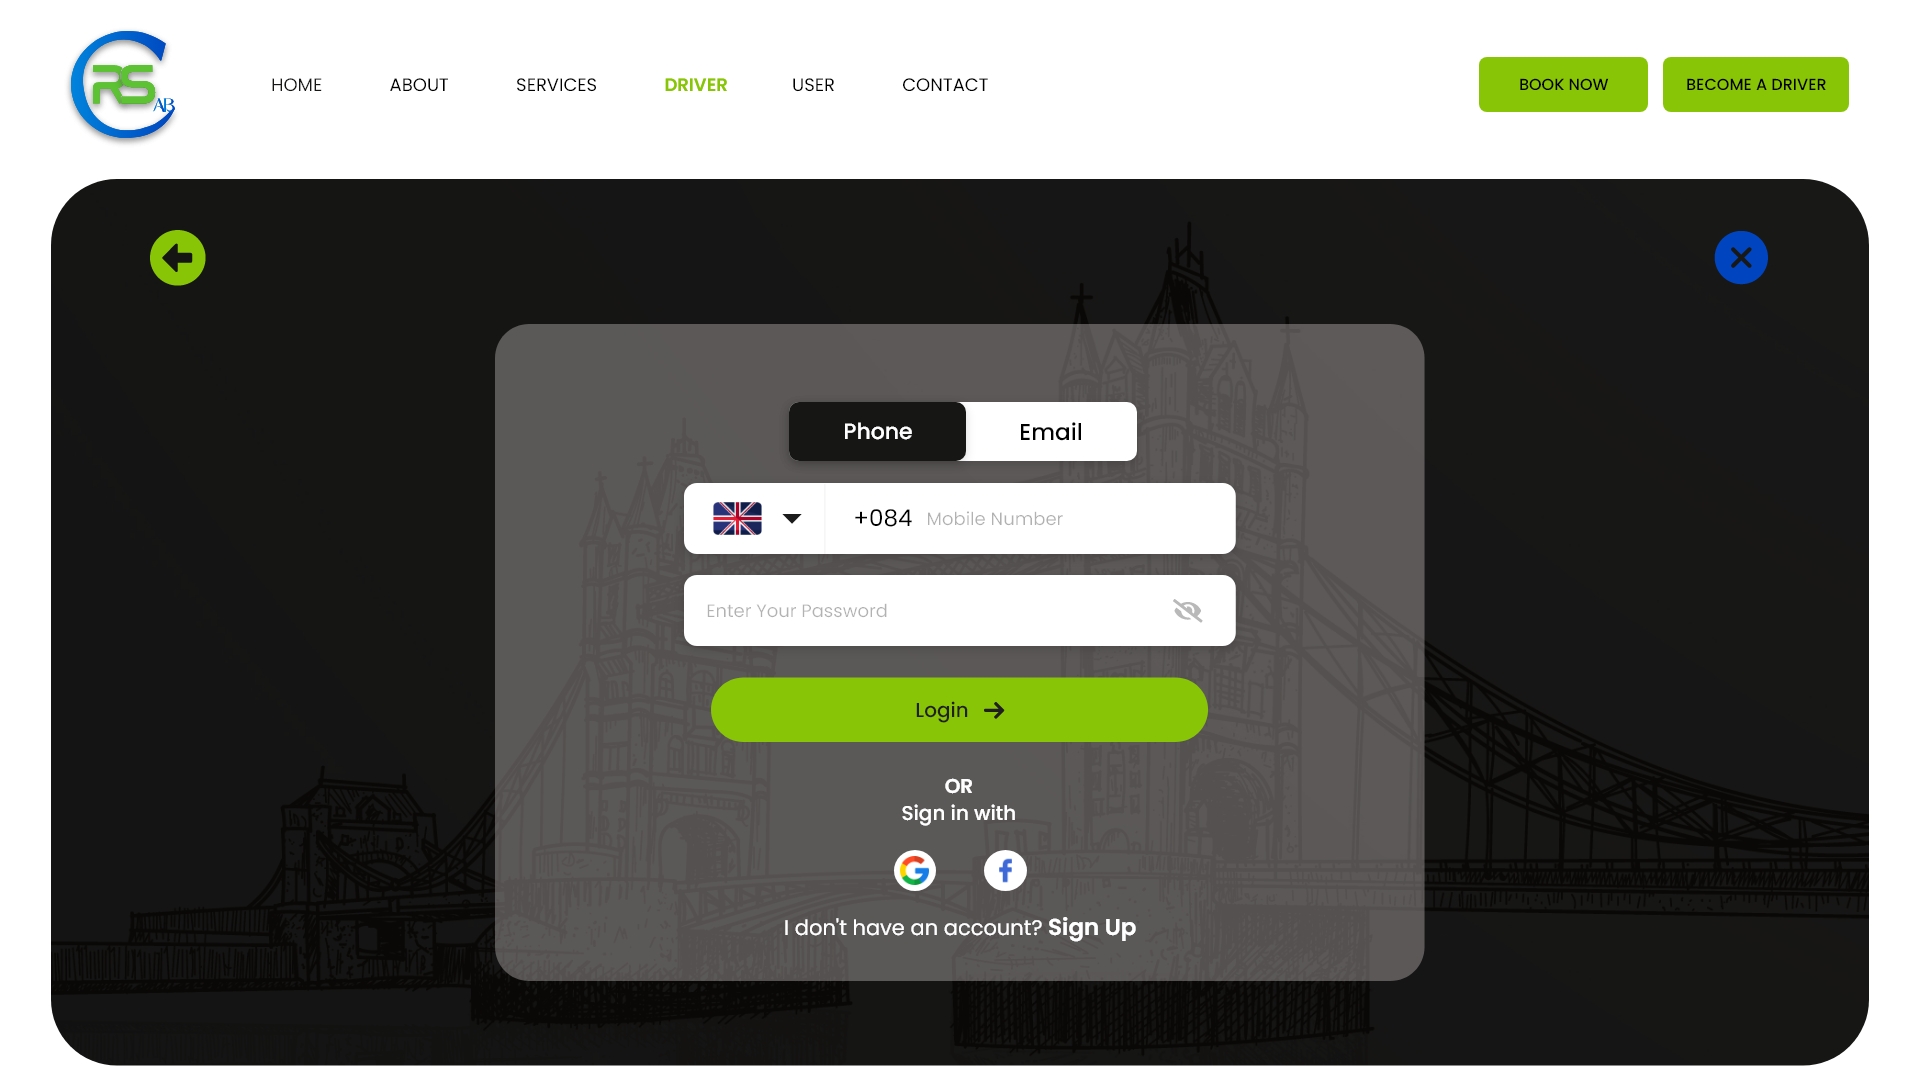 CRS AB
HOME ABOUT SERVICES DRIVER USER CONTACT BOOK NOW BECOME A DRIVER
Phone Email
+084 Mobile Number
Enter Your Password
Login
OR
Sign in with
I don't have an account? Sign Up